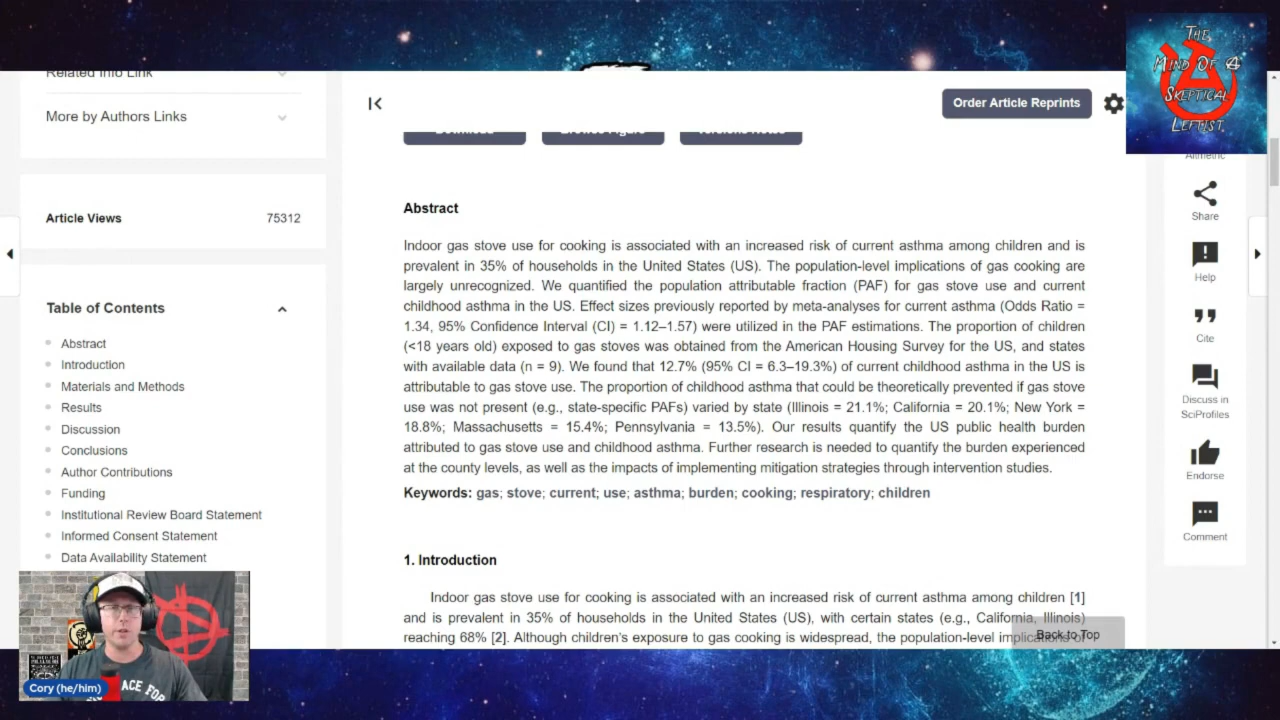 THE
MIND OF A
SKEPTICAL
LEFTIST
Related Info Link
More by Authors Links
Article Views 75312
Table of Contents
Abstract
Introduction
Materials and Methods
Results
Discussion
Conclusions
Author Contributions
Funding
Institutional Review Board Statement
Informed Consent Statement
Data Availability Statement
Order Article Reprints
Download
Browse Figure
Versions Notes
Abstract
Indoor gas stove use for cooking is associated with an increased risk of current asthma among children and is
prevalent in 35% of households in the United States (US). The population-level implications of gas cooking are
largely unrecognized. We quantified the population attributable fraction (PAF) for gas stove use and current
childhood asthma in the US. Effect sizes previously reported by meta-analyses for current asthma (Odds Ratio =
1.34, 95% Confidence Interval (CI) = 1.12–1.57) were utilized in the PAF estimations. The proportion of children
(<18 years old) exposed to gas stoves was obtained from the American Housing Survey for the US, and states
with available data (n = 9). We found that 12.7% (95% CI = 6.3–19.3%) of current childhood asthma in the US is
attributable to gas stove use. The proportion of childhood asthma that could be theoretically prevented if gas stove
use was not present (e.g., state-specific PAFs) varied by state (Illinois = 21.1%; California = 20.1%; New York =
18.8%; Massachusetts = 15.4%; Pennsylvania = 13.5%). Our results quantify the US public health burden
attributed to gas stove use and childhood asthma. Further research is needed to quantify the burden experienced
at the county levels, as well as the impacts of implementing mitigation strategies through intervention studies.
Keywords: gas; stove; current; use; asthma; burden; cooking; respiratory; children
1. Introduction
Indoor gas stove use for cooking is associated with an increased risk of current asthma among children [1]
and is prevalent in 35% of households in the United States (US), with certain states (e.g., California, Illinois)
reaching 68% [2]. Although children's exposure to gas cooking is widespread, the population-level implications of
Back to Top
Altmetric
Share
Help
Cite
Discuss in
SciProfiles
Endorse
Comment
ACE FOR
Cory (he/him)